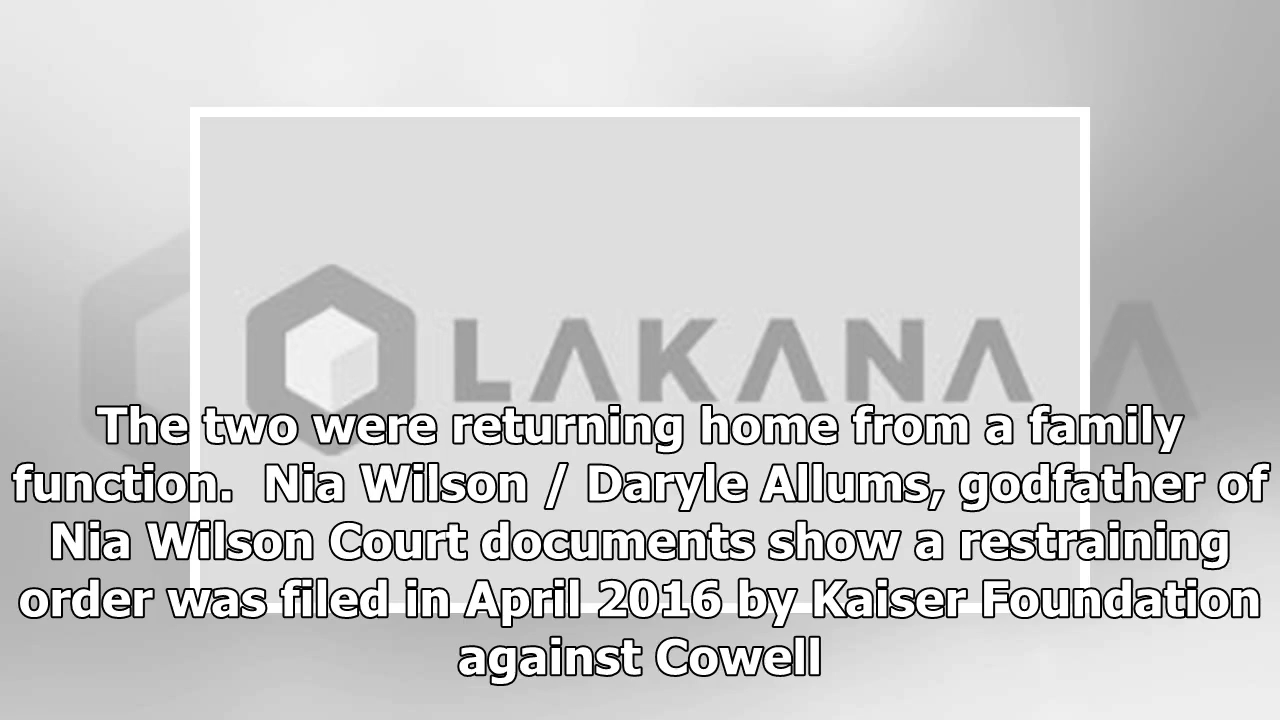 LAKANA
The two were returning home from a family
function.  Nia Wilson / Daryle Allums, godfather of
Nia Wilson Court documents show a restraining
order was filed in April 2016 by Kaiser Foundation
against Cowell